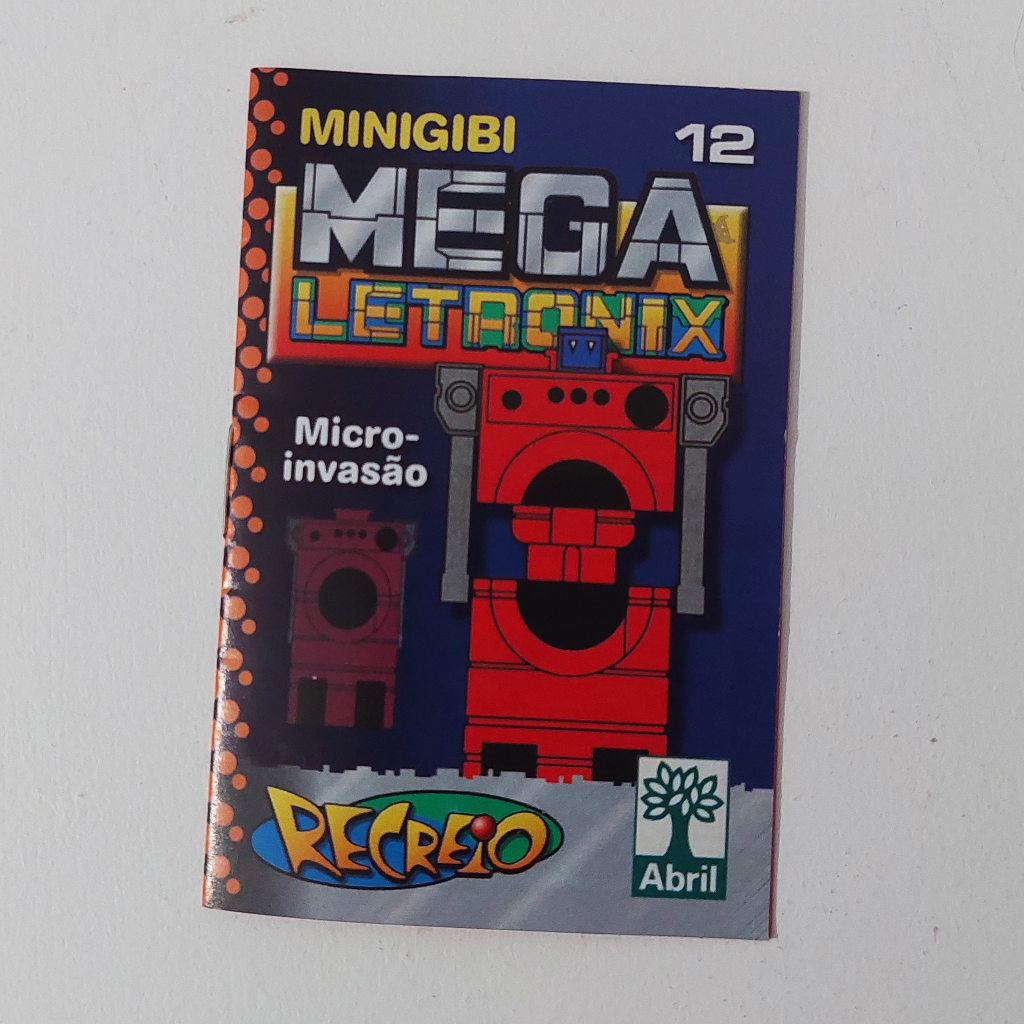 MINIGIBI
12
MEGA
LETRONIX
Micro-
invasão
RECREIO
Abril